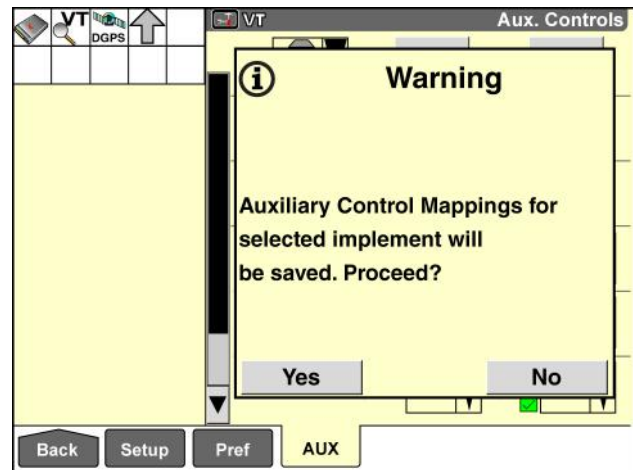 VT
DGPS
VT
Aux. Controls
Warning
Auxiliary Control Mappings for
selected implement will
be saved. Proceed?
Yes
No
Back
Setup
Pref
AUX